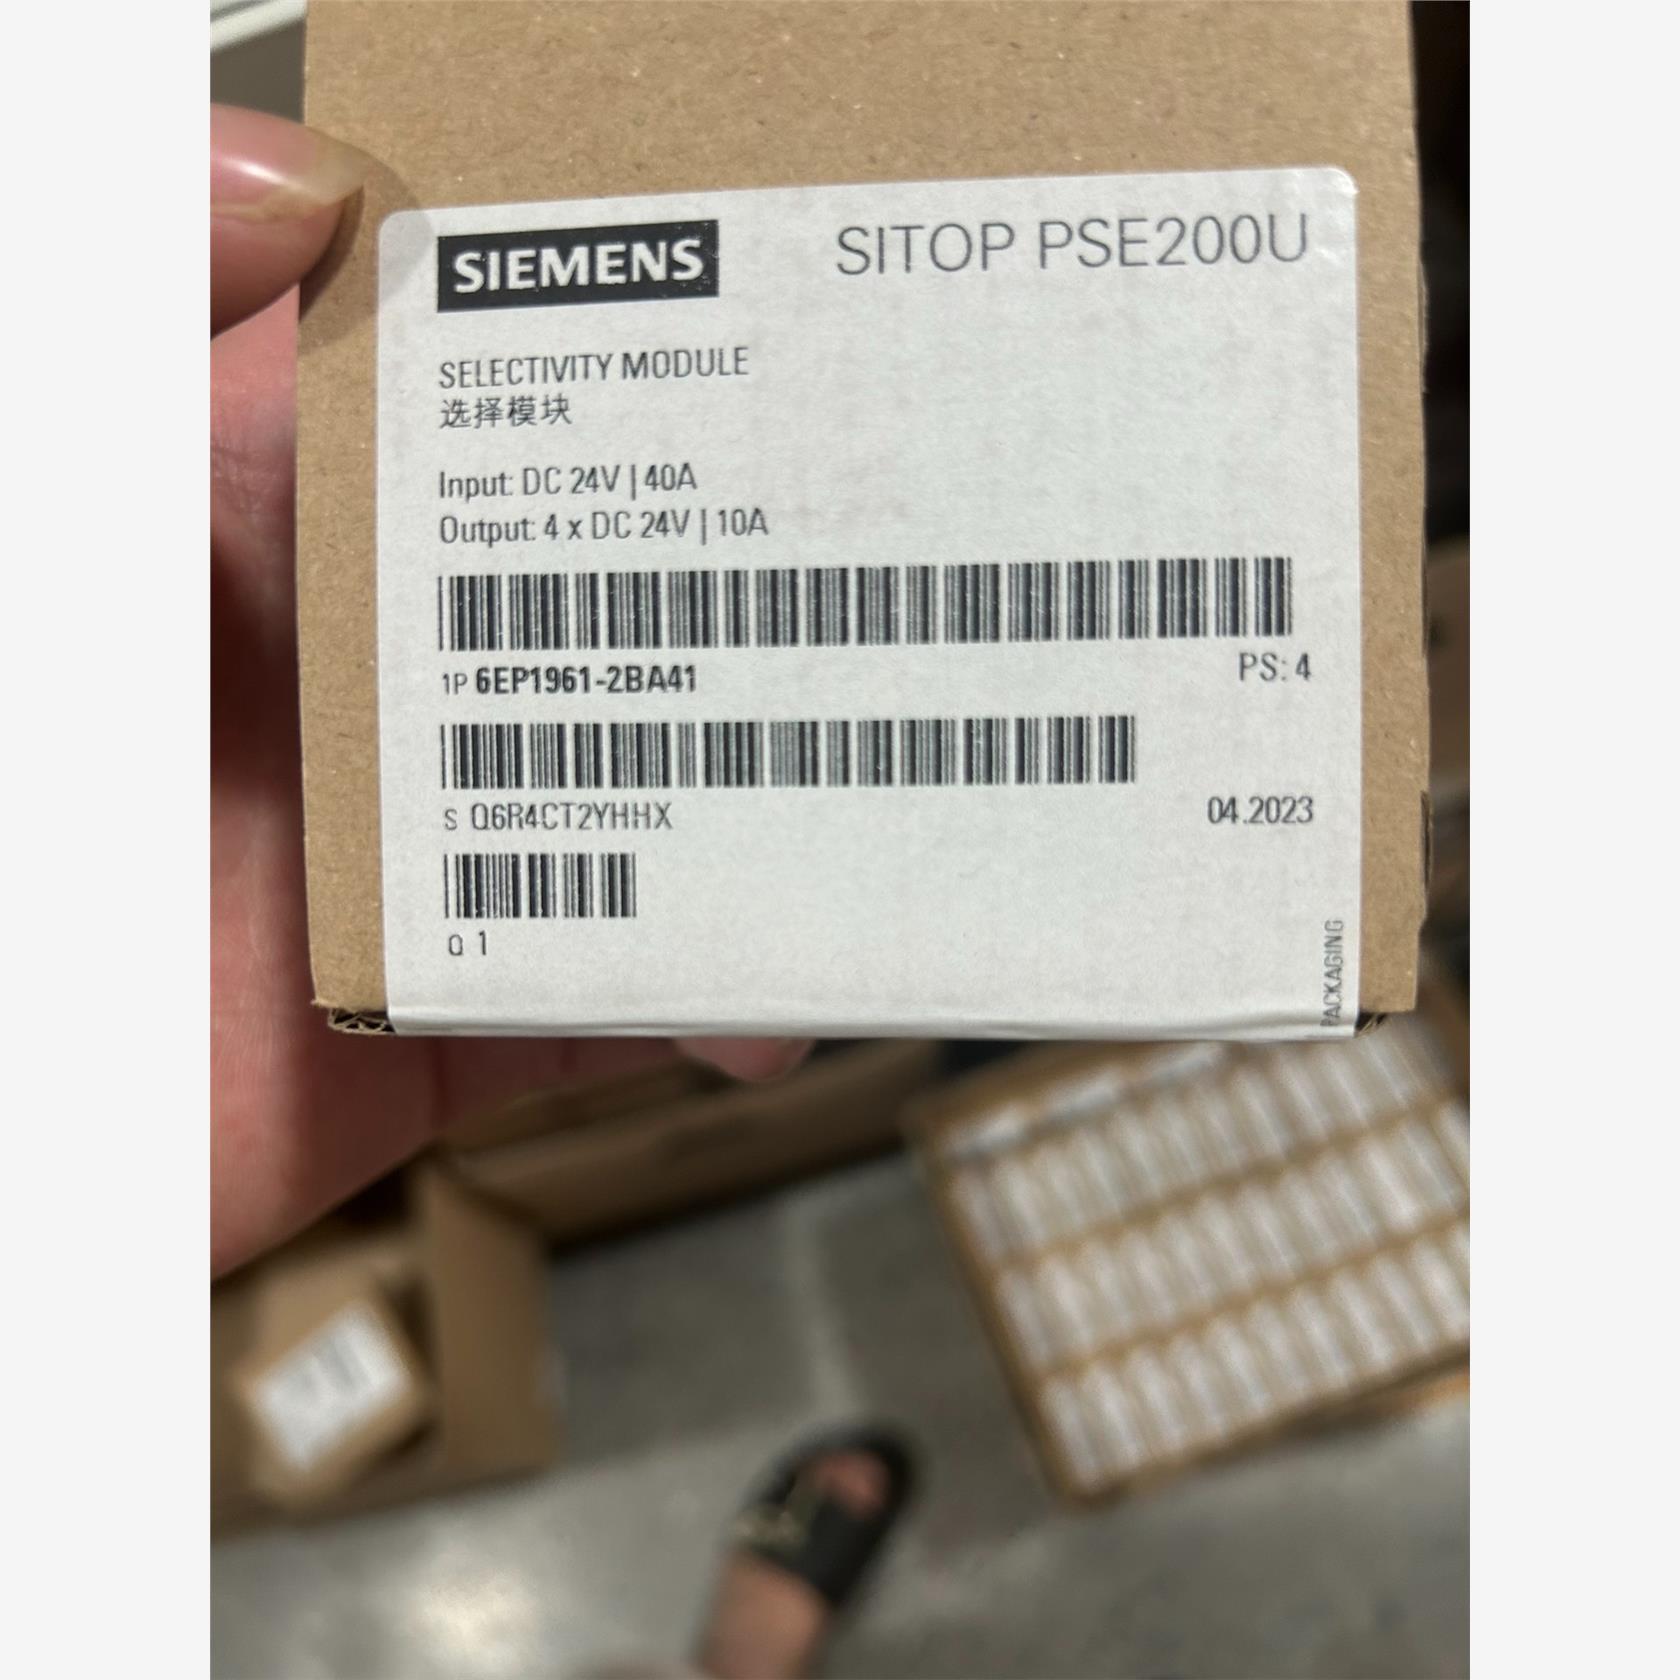 SIEMENS
SITOP PSE200U
SELECTIVITY MODULE
选择模块
Input: DC 24V | 40A
Output: 4 x DC 24V | 10A
1P 6EP1961-2BA41
PS: 4
S Q6R4CT2YHHX
04.2023
Q 1
PACKAGING